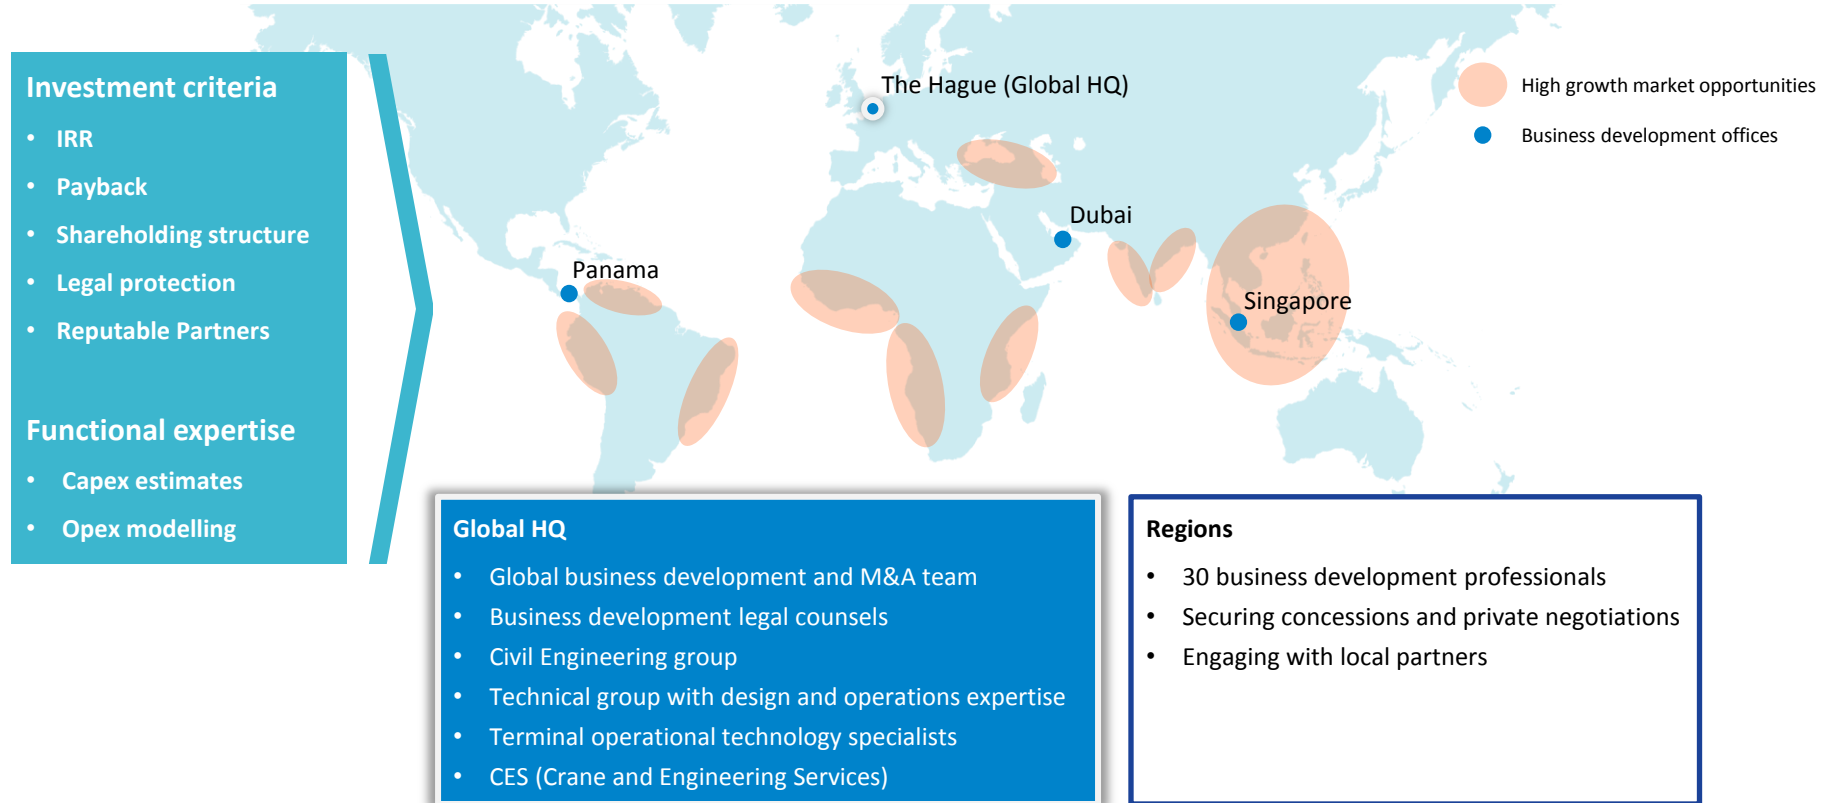 Investment criteria
• IRR
• Payback
• Shareholding structure
• Legal protection
• Reputable Partners
Functional expertise
• Capex estimates
• Opex modelling
The Hague (Global HQ)
Dubai
Panama
Singapore
High growth market opportunities
Business development offices
Global HQ
• Global business development and M&A team
• Business development legal counsels
• Civil Engineering group
• Technical group with design and operations expertise
• Terminal operational technology specialists
• CES (Crane and Engineering Services)
Regions
• 30 business development professionals
• Securing concessions and private negotiations
• Engaging with local partners